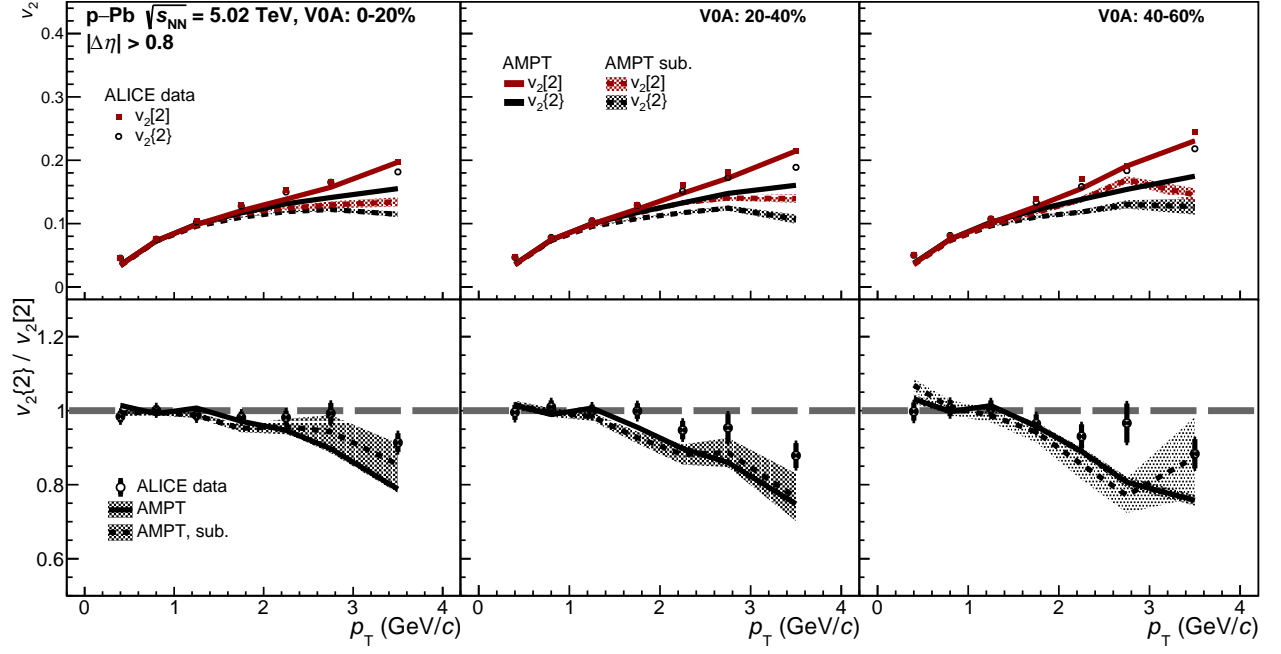 p–Pb √s_NN = 5.02 TeV, V0A: 0-20%
|Δη| > 0.8
V0A: 20-40%
V0A: 40-60%
ALICE data
v₂[2]
v₂{2}
AMPT
v₂[2]
v₂{2}
AMPT sub.
v₂[2]
v₂{2}
v₂
0.4
0.3
0.2
0.1
0
v₂{2} / v₂[2]
1.2
1
0.8
0.6
ALICE data
AMPT
AMPT, sub.
0 1 2 3 4
0 1 2 3 4
0 1 2 3 4
p_T (GeV/c)
p_T (GeV/c)
p_T (GeV/c)